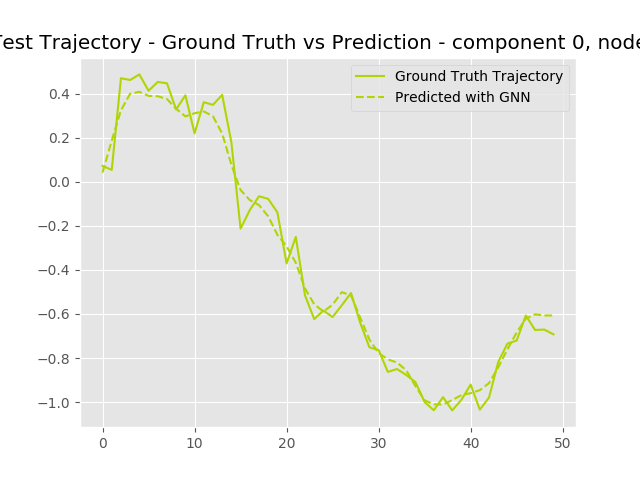 Test Trajectory - Ground Truth vs Prediction - component 0, node
Ground Truth Trajectory
Predicted with GNN
0.4
0.2
0.0
−0.2
−0.4
−0.6
−0.8
−1.0
0 10 20 30 40 50